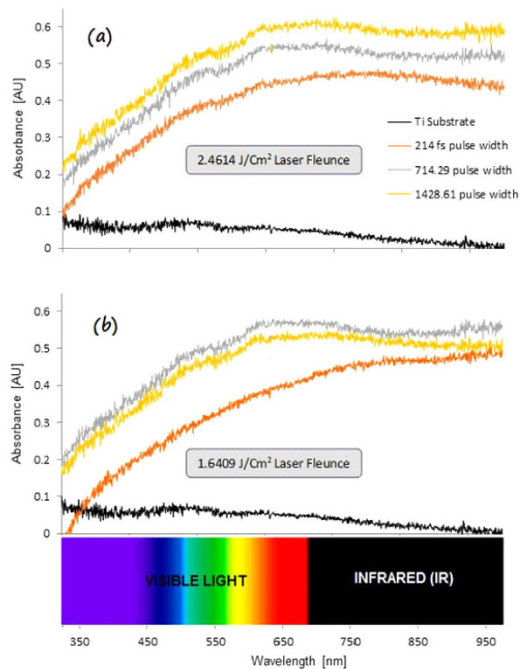 (a)
0.6
0.5
0.4
0.3
0.2
0.1
0
Absorbance [AU]
Ti Substrate
214 fs pulse width
714.29 pulse width
1428.61 pulse width
2.4614 J/Cm² Laser Fleunce
(b)
0.6
0.5
0.4
0.3
0.2
0.1
0
Absorbance [AU]
1.6409 J/Cm² Laser Fleunce
VISIBLE LIGHT INFRARED (IR)
350 450 550 650 750 850 950
Wavelength [nm]